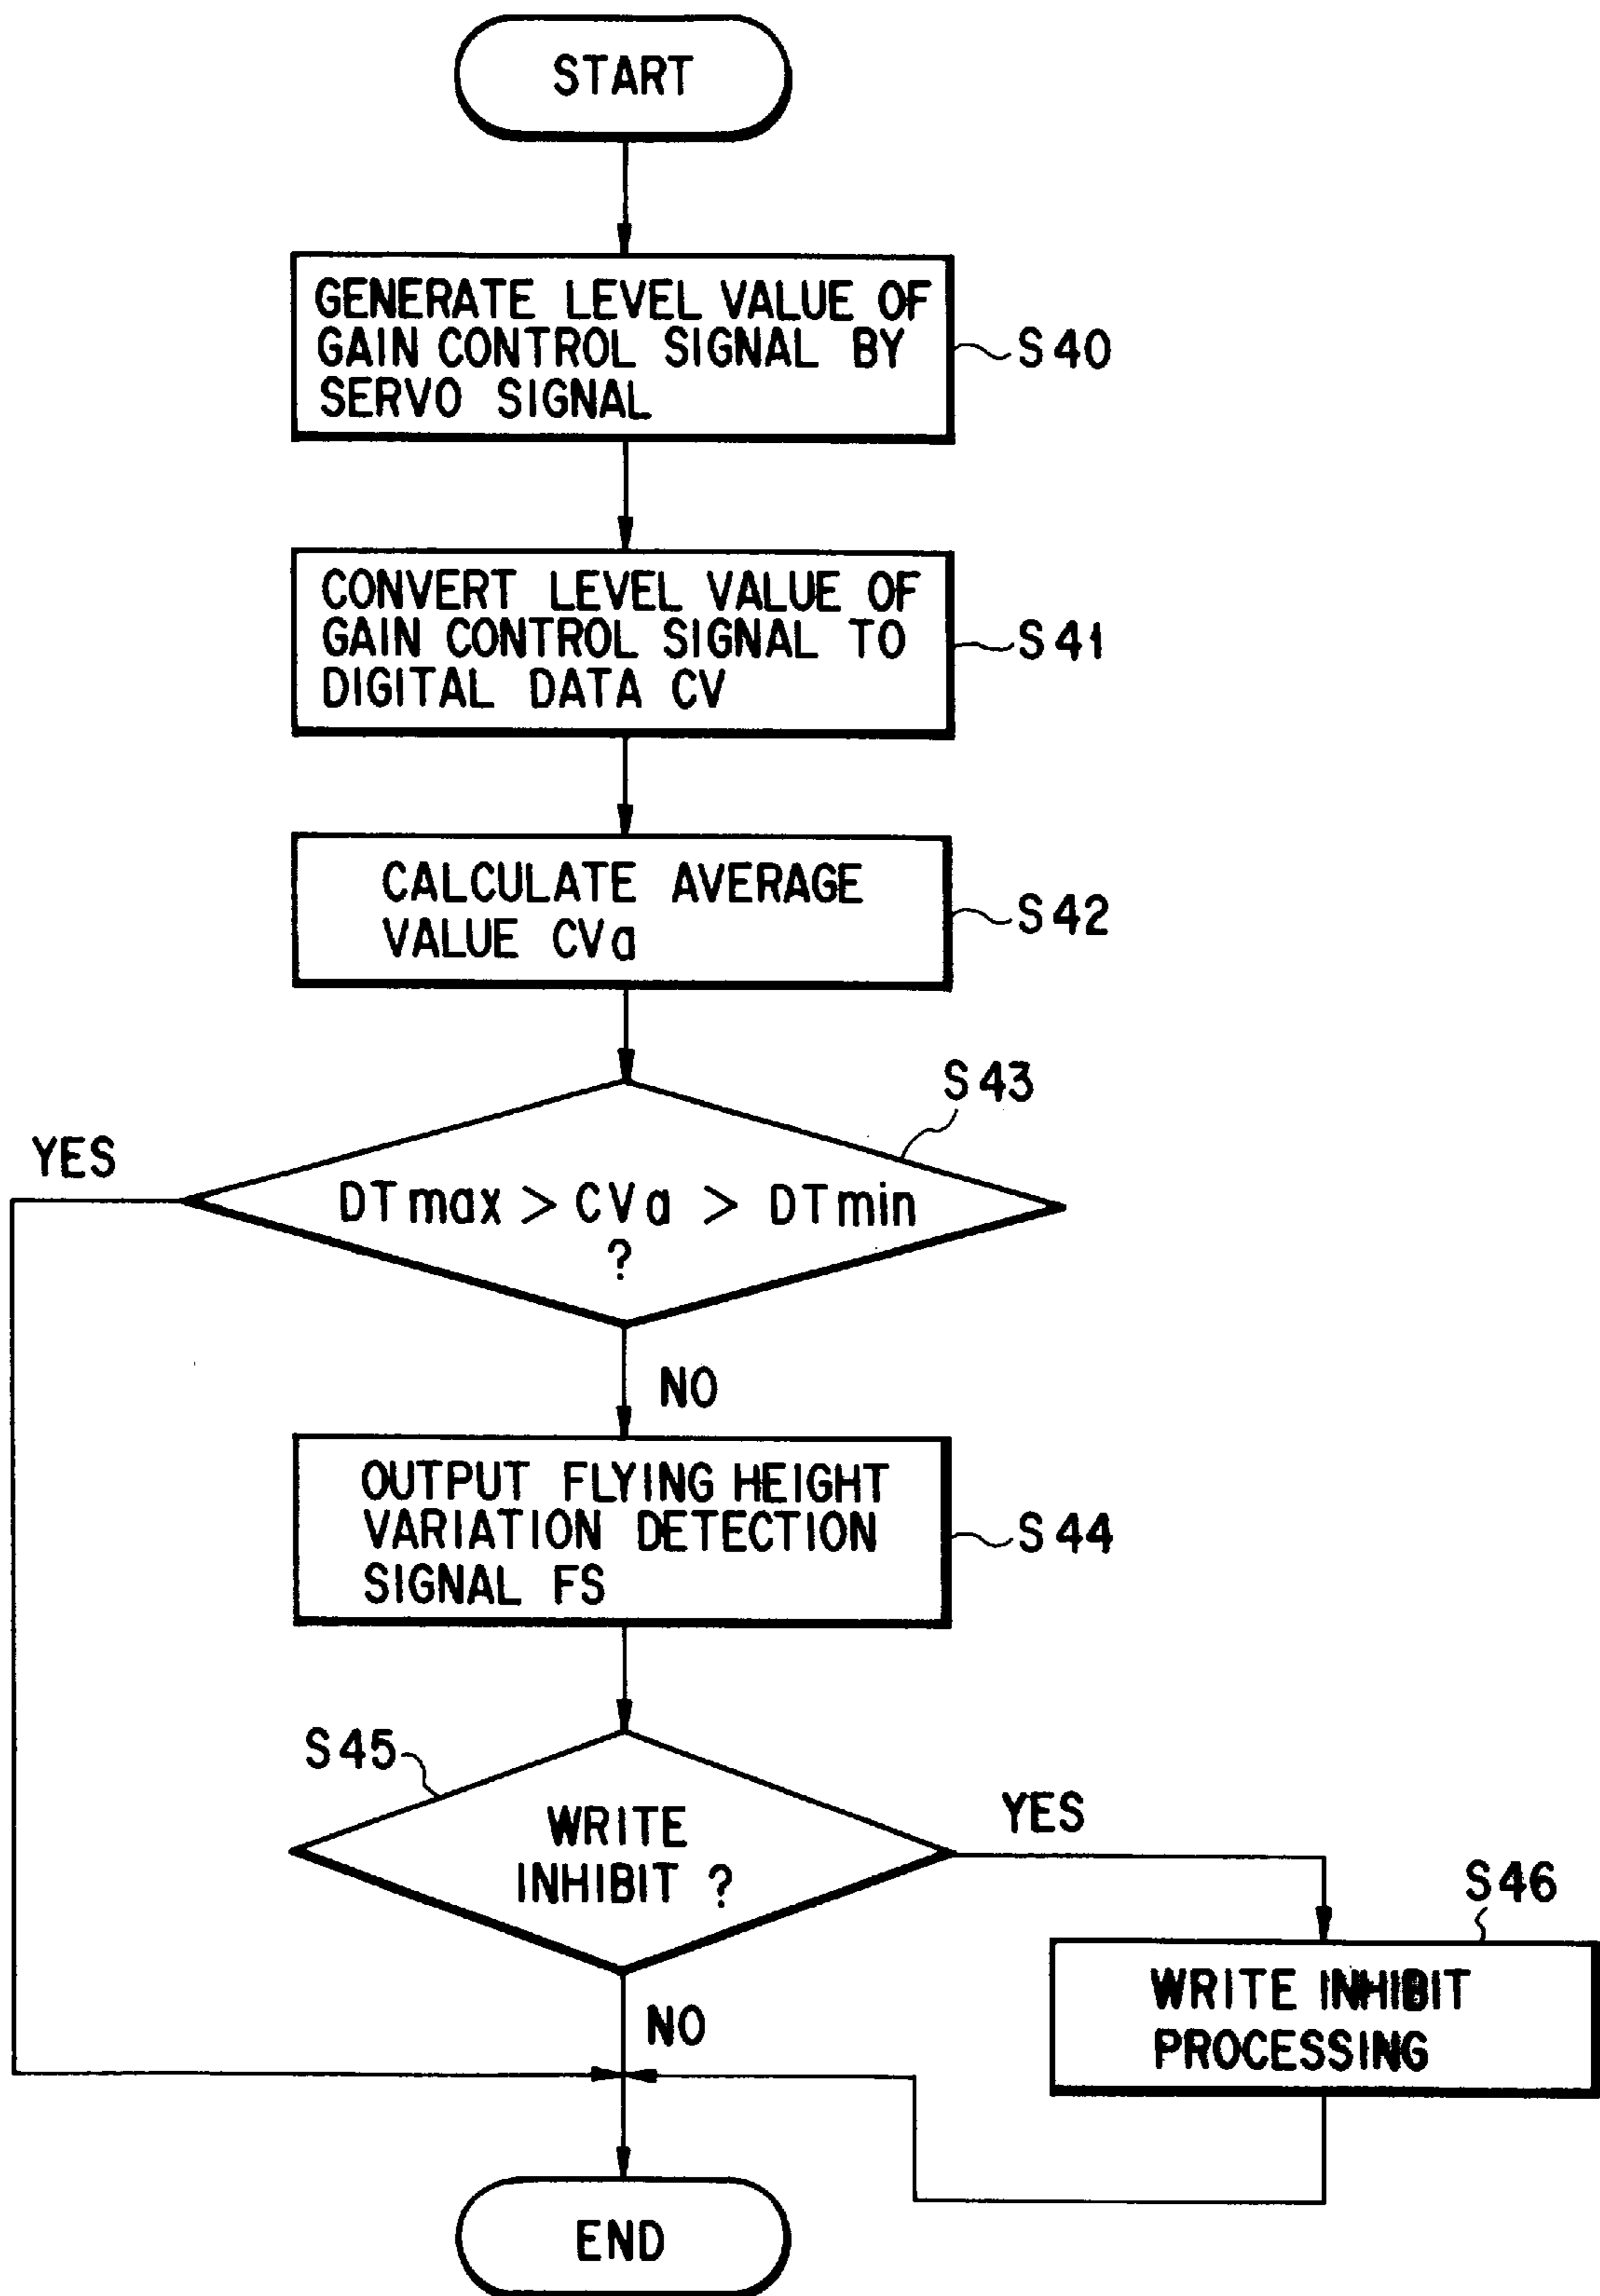 START
GENERATE LEVEL VALUE OF
GAIN CONTROL SIGNAL BY
SERVO SIGNAL
S40
CONVERT LEVEL VALUE OF
GAIN CONTROL SIGNAL TO
DIGITAL DATA CV
S41
CALCULATE AVERAGE
VALUE CVa
S42
S43
YES
DTmax > CVa > DTmin
?
NO
OUTPUT FLYING HEIGHT
VARIATION DETECTION
SIGNAL FS
S44
S45
WRITE
INHIBIT ?
YES
S46
WRITE INHIBIT
PROCESSING
NO
END